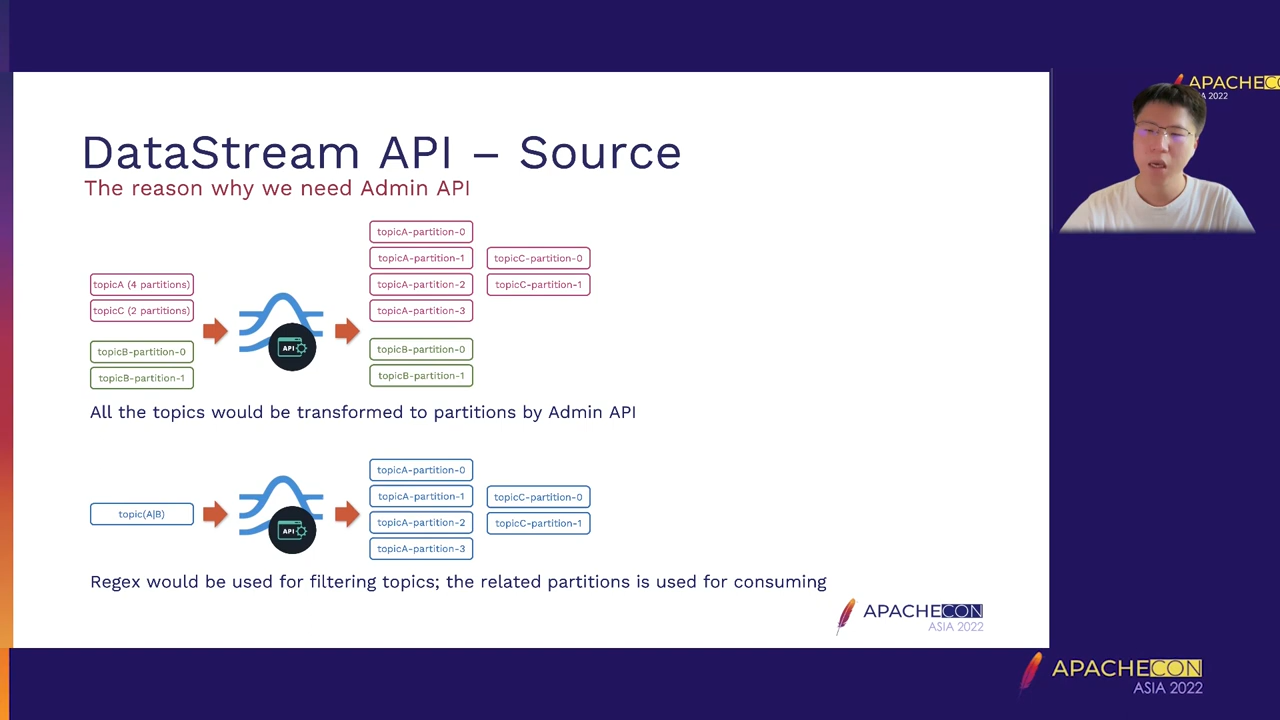 DataStream API – Source
The reason why we need Admin API
topicA (4 partitions)
topicC (2 partitions)
topicB-partition-0
topicB-partition-1
API
topicA-partition-0
topicA-partition-1
topicA-partition-2
topicA-partition-3
topicC-partition-0
topicC-partition-1
topicB-partition-0
topicB-partition-1
All the topics would be transformed to partitions by Admin API
topic(A|B)
API
topicA-partition-0
topicA-partition-1
topicA-partition-2
topicA-partition-3
topicC-partition-0
topicC-partition-1
Regex would be used for filtering topics; the related partitions is used for consuming
APACHECON
ASIA 2022
APACHECO
A 2022
APACHECON
ASIA 2022